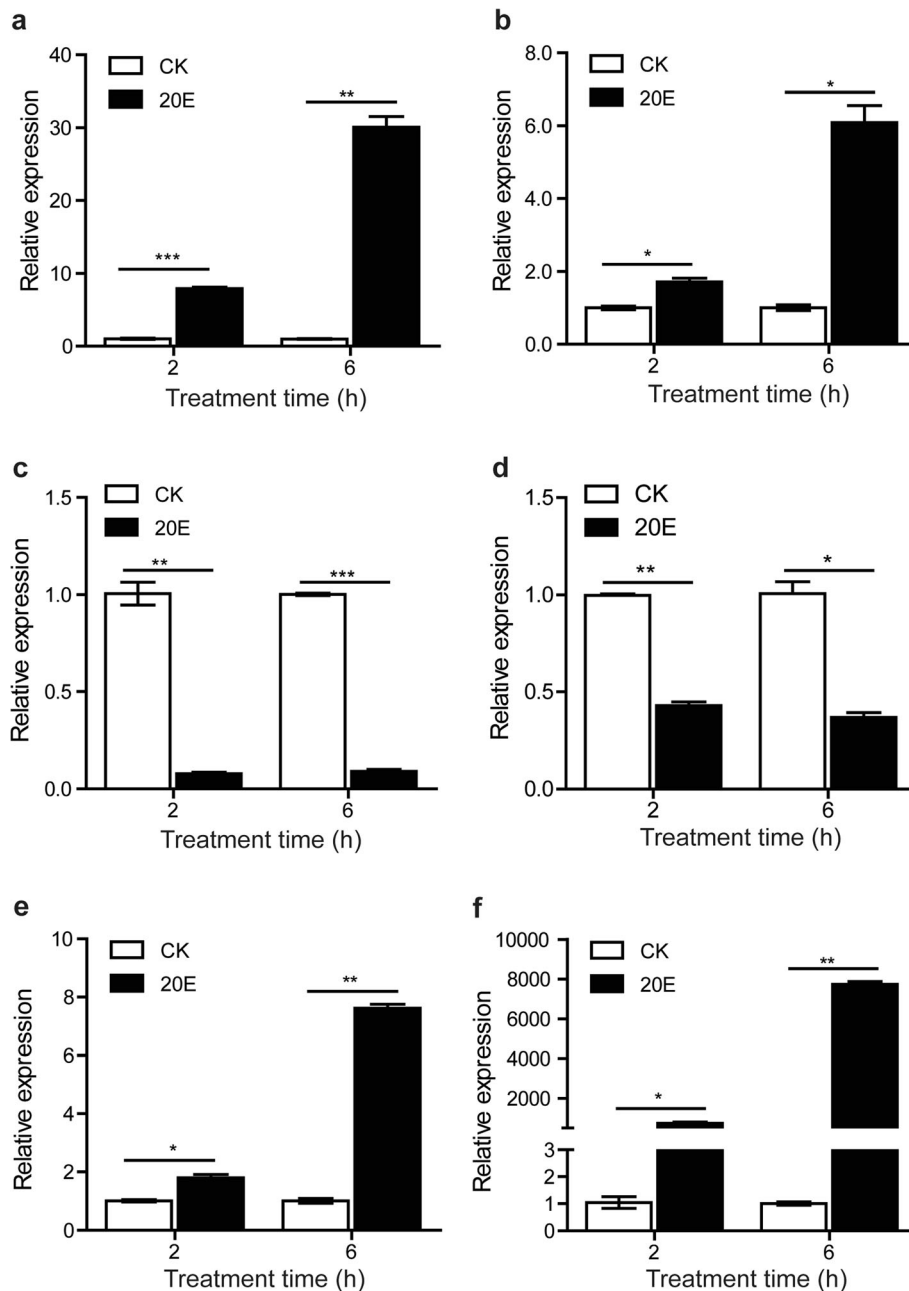 a
CK
20E
Relative expression
40
30
20
10
0
***
**
2
6
Treatment time (h)
b
CK
20E
Relative expression
8.0
6.0
4.0
2.0
0.0
*
*
2
6
Treatment time (h)
c
CK
20E
Relative expression
1.5
1.0
0.5
0.0
**
***
2
6
Treatment time (h)
d
CK
20E
Relative expression
1.5
1.0
0.5
0.0
**
*
2
6
Treatment time (h)
e
CK
20E
Relative expression
10
8
6
4
2
0
*
**
2
6
Treatment time (h)
f
CK
20E
Relative expression
10000
8000
6000
4000
2000
3
2
1
0
*
**
2
6
Treatment time (h)